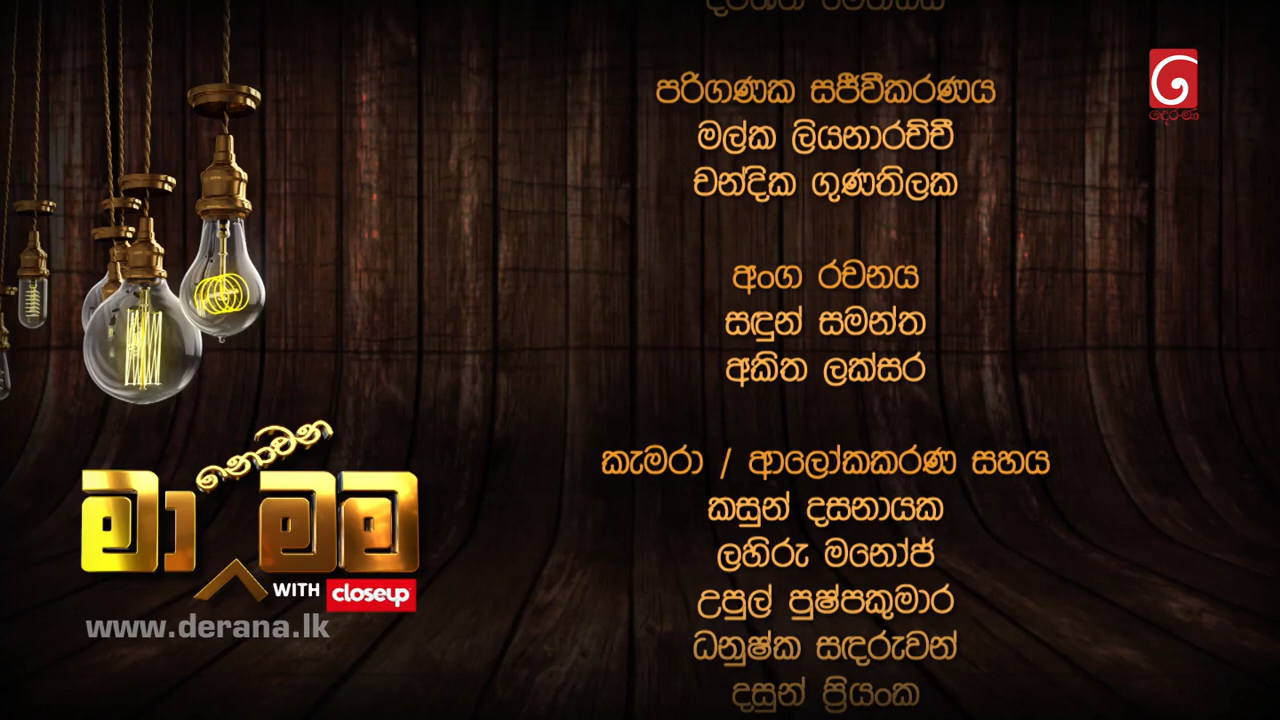 පරිගණක සජීවීකරණය
මල්ක ලියනාරච්චී
චන්දික ගුණතිලක
අංග රචනය
සඳුන් සමන්ත
අකිත ලක්සර
කැමරා / ආලෝකකරණ සහය
කසුන් දසනායක
ලහිරු මනෝජ්
උපුල් පුෂ්පකුමාර
ධනුෂ්ක සඳරුවන්
දසුන් ප්‍රියංක
දෙරණ
නොවන
මා මම
WITH closeup
www.derana.lk